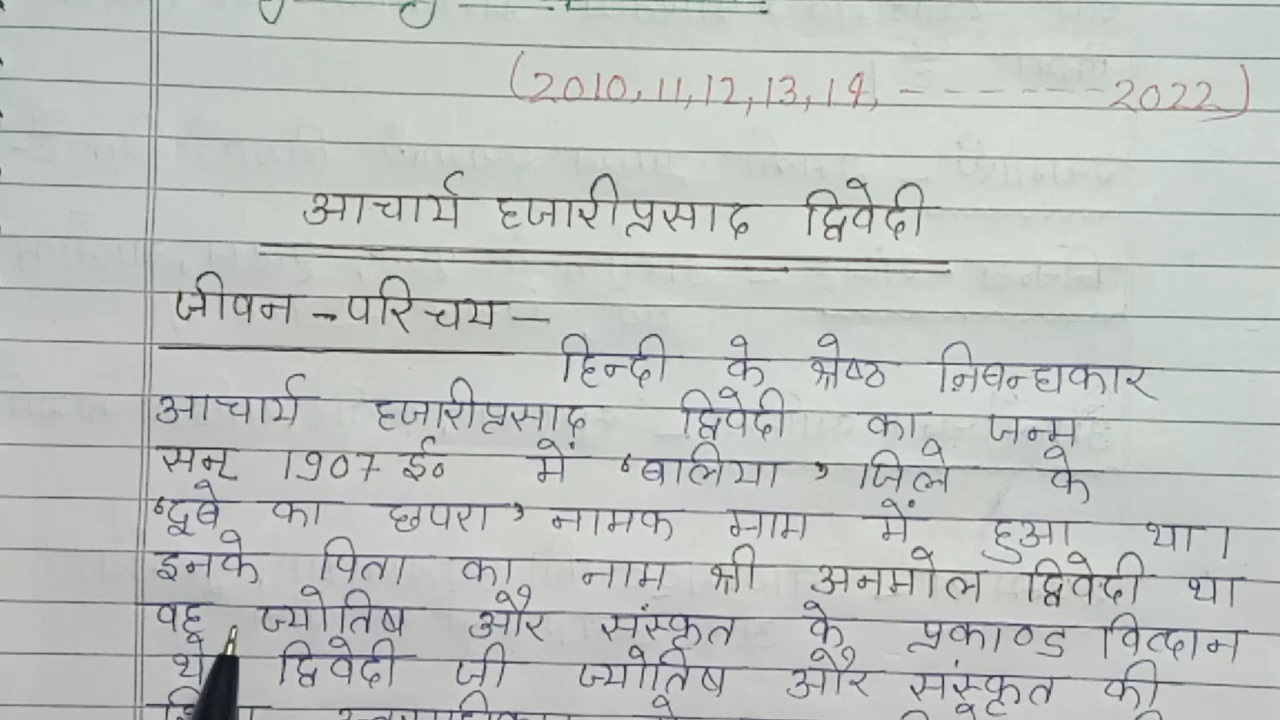 (2010, 11, 12, 13, 14, ------ 2022)
आचार्य हजारीप्रसाद द्विवेदी
जीवन - परिचय -
हिन्दी के श्रेष्ठ निबन्धकार
आचार्य हजारीप्रसाद द्विवेदी का जन्म
सन् 1907 ई० में 'बालिया' जिले के
'दूबे का छपरा' नामक ग्राम में हुआ था।
इनके पिता का नाम श्री अनमोल द्विवेदी था
वह ज्योतिष और संस्कृत के प्रकाण्ड विद्वान
थे द्विवेदी जी ज्योतिष और संस्कृत की